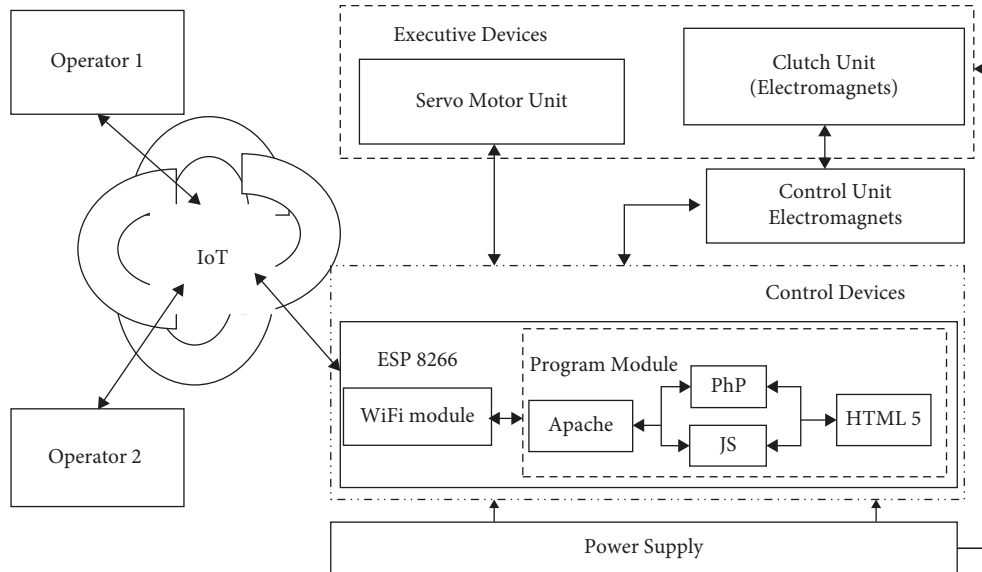 Operator 1
Executive Devices
Servo Motor Unit
Clutch Unit
(Electromagnets)
Control Unit
Electromagnets
IoT
Control Devices
ESP 8266
WiFi module
Program Module
Apache
PhP
JS
HTML 5
Operator 2
Power Supply